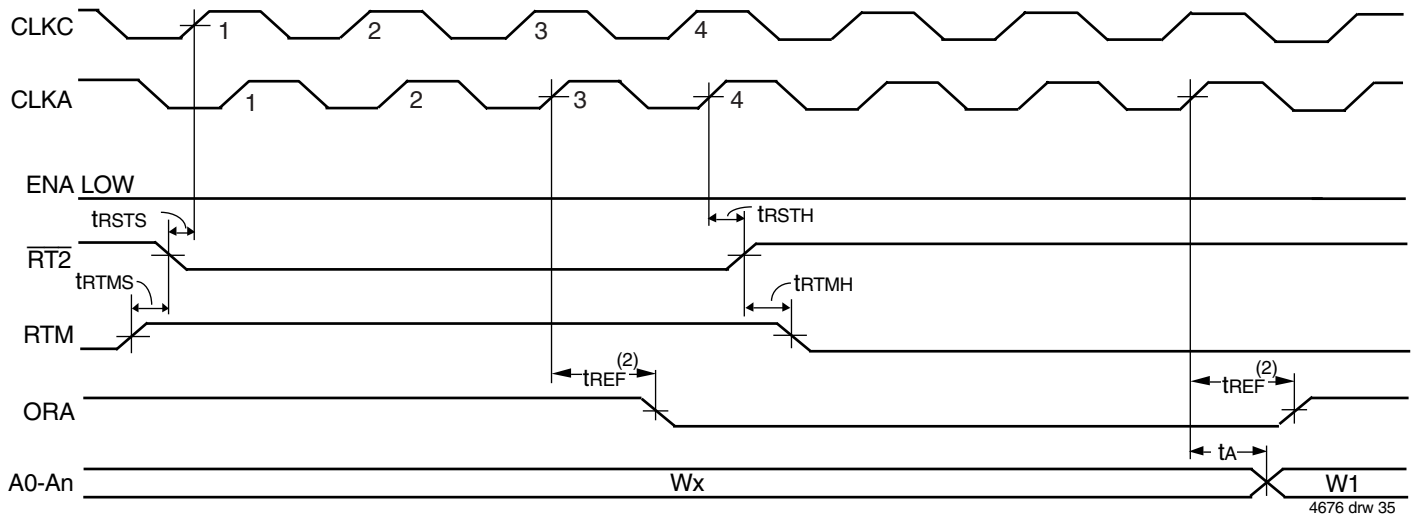 CLKC 1 2 3 4
CLKA 1 2 3 4
ENA LOW
tRSTS tRSTH
RT2
tRTMS tRTMH
RTM
tREF(2) tREF(2)
ORA
tA
A0-An Wx W1
4676 drw 35